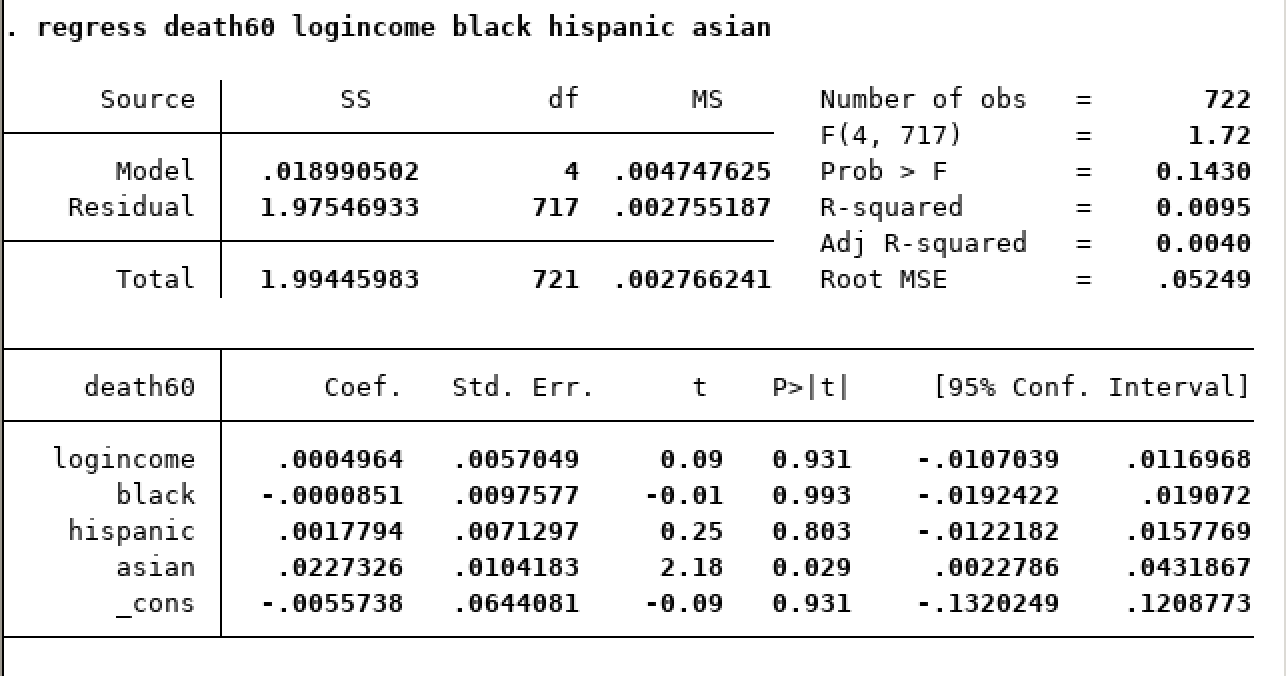 . regress death60 logincome black hispanic asian
Source SS df MS Number of obs = 722
F(4, 717) = 1.72
Model .018990502 4 .004747625 Prob > F = 0.1430
Residual 1.97546933 717 .002755187 R-squared = 0.0095
Adj R-squared = 0.0040
Total 1.99445983 721 .002766241 Root MSE = .05249
death60 Coef. Std. Err. t P>|t| [95% Conf. Interval]
logincome .0004964 .0057049 0.09 0.931 -.0107039 .0116968
black -.0000851 .0097577 -0.01 0.993 -.0192422 .019072
hispanic .0017794 .0071297 0.25 0.803 -.0122182 .0157769
asian .0227326 .0104183 2.18 0.029 .0022786 .0431867
_cons -.0055738 .0644081 -0.09 0.931 -.1320249 .1208773